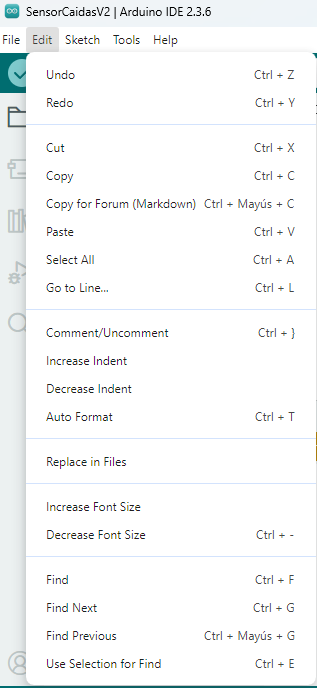 SensorCaidasV2 | Arduino IDE 2.3.6
File Edit Sketch Tools Help
Undo Ctrl + Z
Redo Ctrl + Y
Cut Ctrl + X
Copy Ctrl + C
Copy for Forum (Markdown) Ctrl + Mayús + C
Paste Ctrl + V
Select All Ctrl + A
Go to Line... Ctrl + L
Comment/Uncomment Ctrl + }
Increase Indent
Decrease Indent
Auto Format Ctrl + T
Replace in Files
Increase Font Size
Decrease Font Size Ctrl + -
Find Ctrl + F
Find Next Ctrl + G
Find Previous Ctrl + Mayús + G
Use Selection for Find Ctrl + E